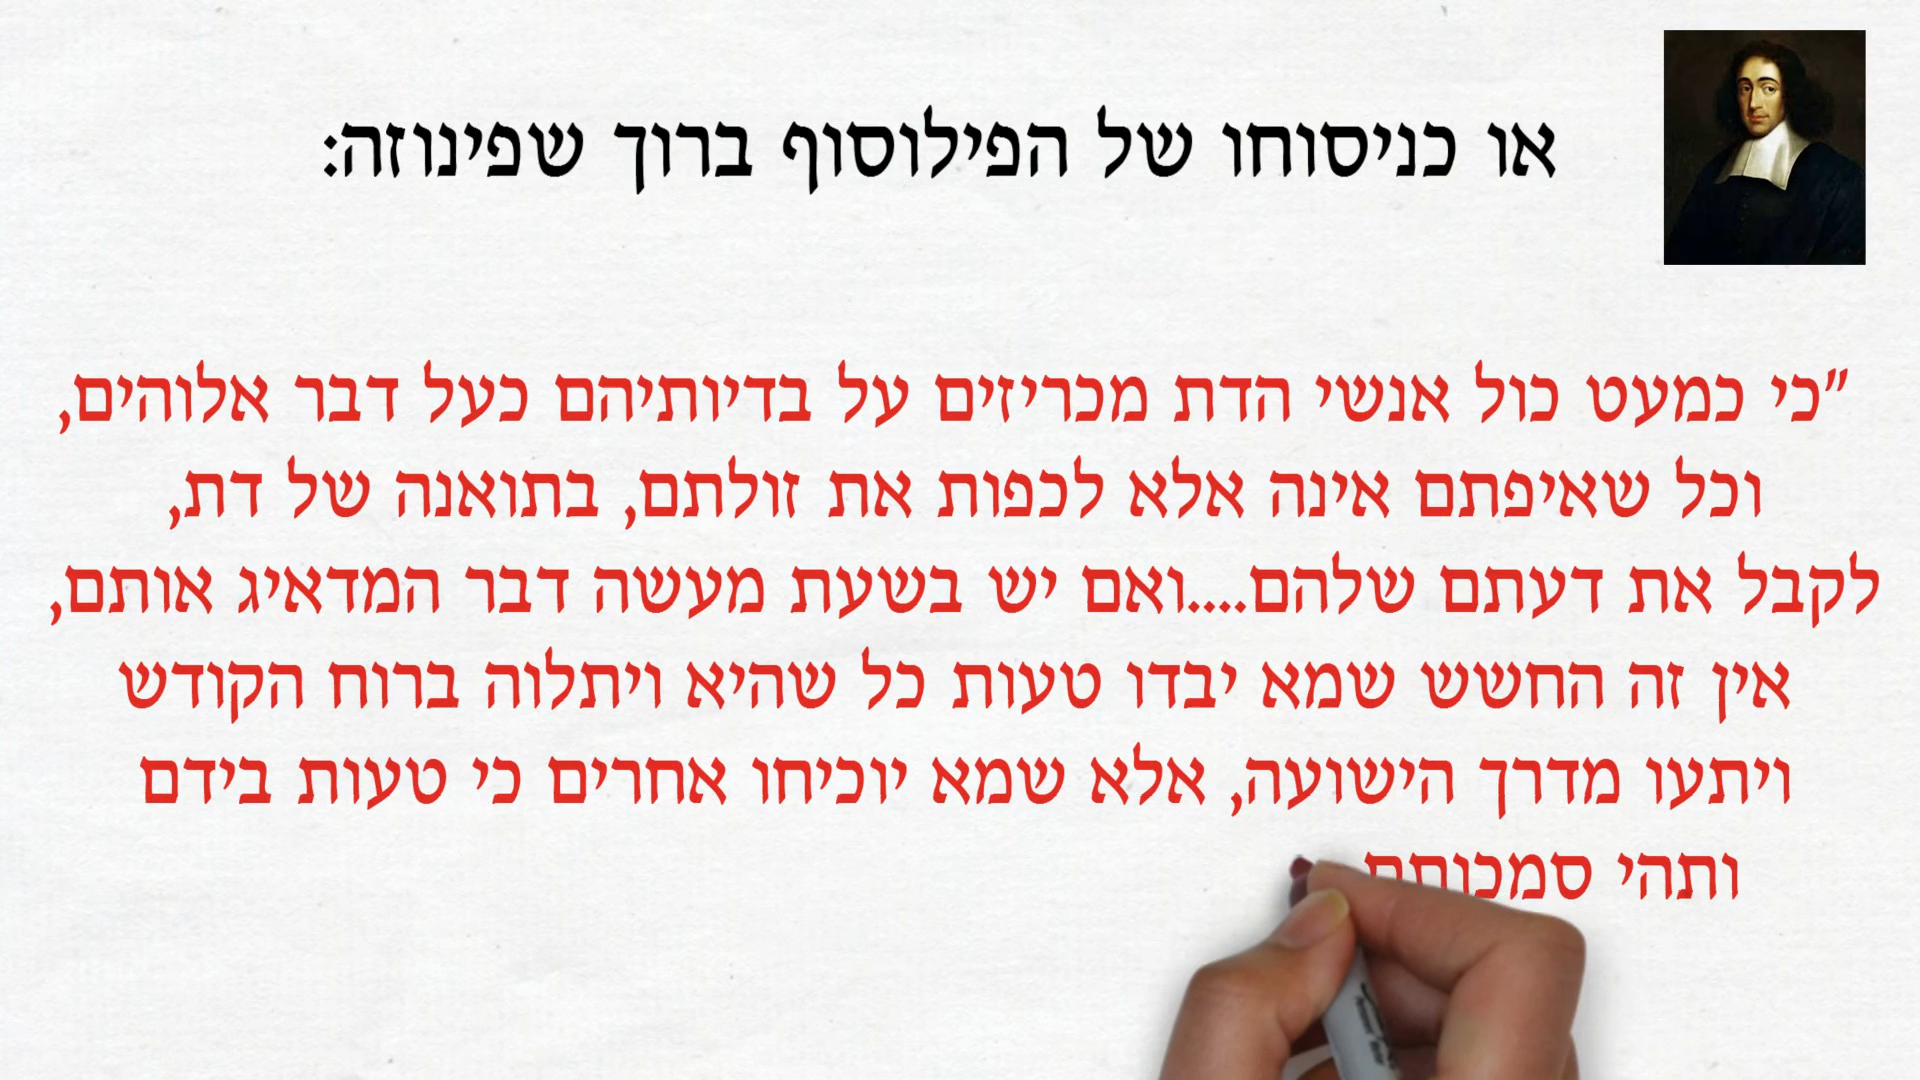 או כניסוחו של הפילוסוף ברוך שפינוזה:
"כי כמעט כול אנשי הדת מכריזים על בדיותיהם כעל דבר אלוהים,
וכל שאיפתם אינה אלא לכפות את זולתם, בתואנה של דת,
לקבל את דעתם שלהם....ואם יש בשעת מעשה דבר המדאיג אותם,
אין זה החשש שמא יבדו טעות כל שהיא ויתלוה ברוח הקודש
ויתעו מדרך הישועה, אלא שמא יוכיחו אחרים כי טעות בידם
ותהי